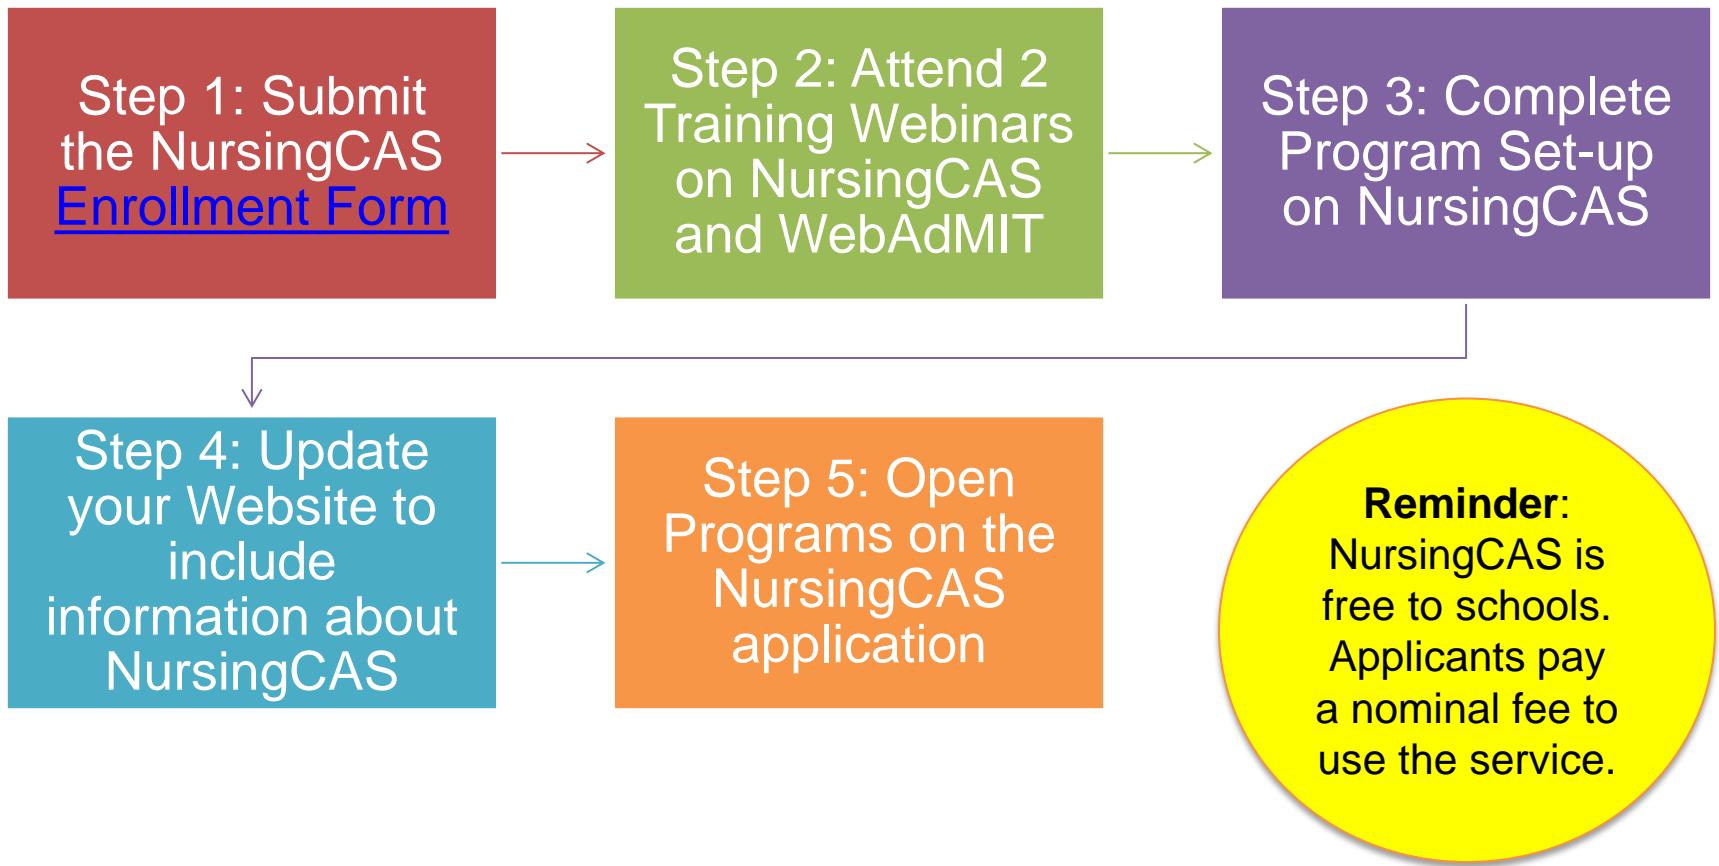 Step 1: Submit
the NursingCAS
Enrollment Form
Step 2: Attend 2
Training Webinars
on NursingCAS
and WebAdMIT
Step 3: Complete
Program Set-up
on NursingCAS
Step 4: Update
your Website to
include
information about
NursingCAS
Step 5: Open
Programs on the
NursingCAS
application
Reminder:
NursingCAS is
free to schools.
Applicants pay
a nominal fee to
use the service.